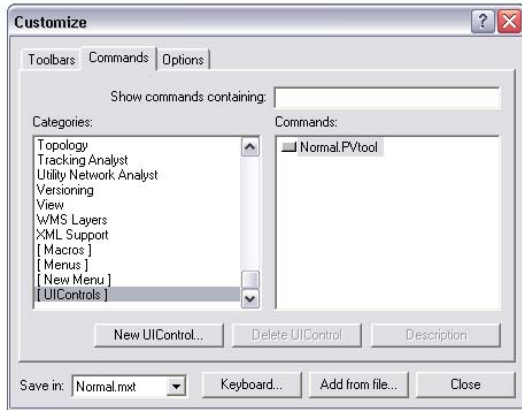 Customize
Toolbars Commands Options
Show commands containing:
Categories:
Commands:
Topology
Tracking Analyst
Utility Network Analyst
Versioning
View
WMS Layers
XML Support
[ Macros ]
[ Menus ]
[ New Menu ]
[ UIControls ]
Normal.PVtool
New UIControl... Delete UIControl Description
Save in: Normal.mxt Keyboard... Add from file... Close